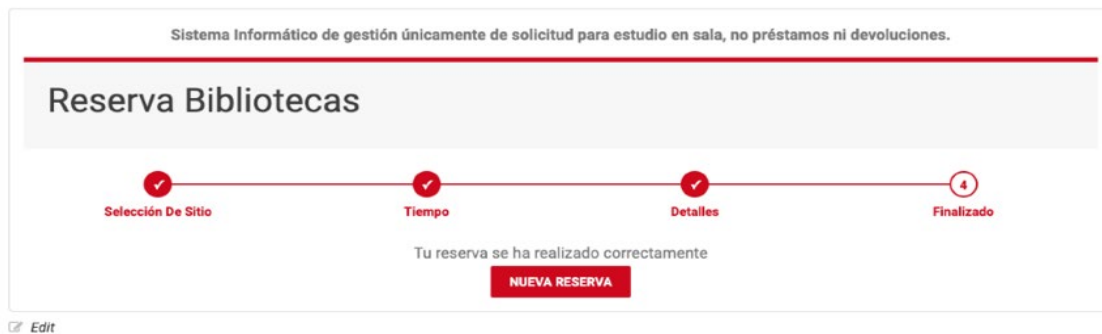 Sistema Informático de gestión únicamente de solicitud para estudio en sala, no préstamos ni devoluciones.
Reserva Bibliotecas
4
Selección De Sitio Tiempo Detalles Finalizado
Tu reserva se ha realizado correctamente
NUEVA RESERVA
Edit